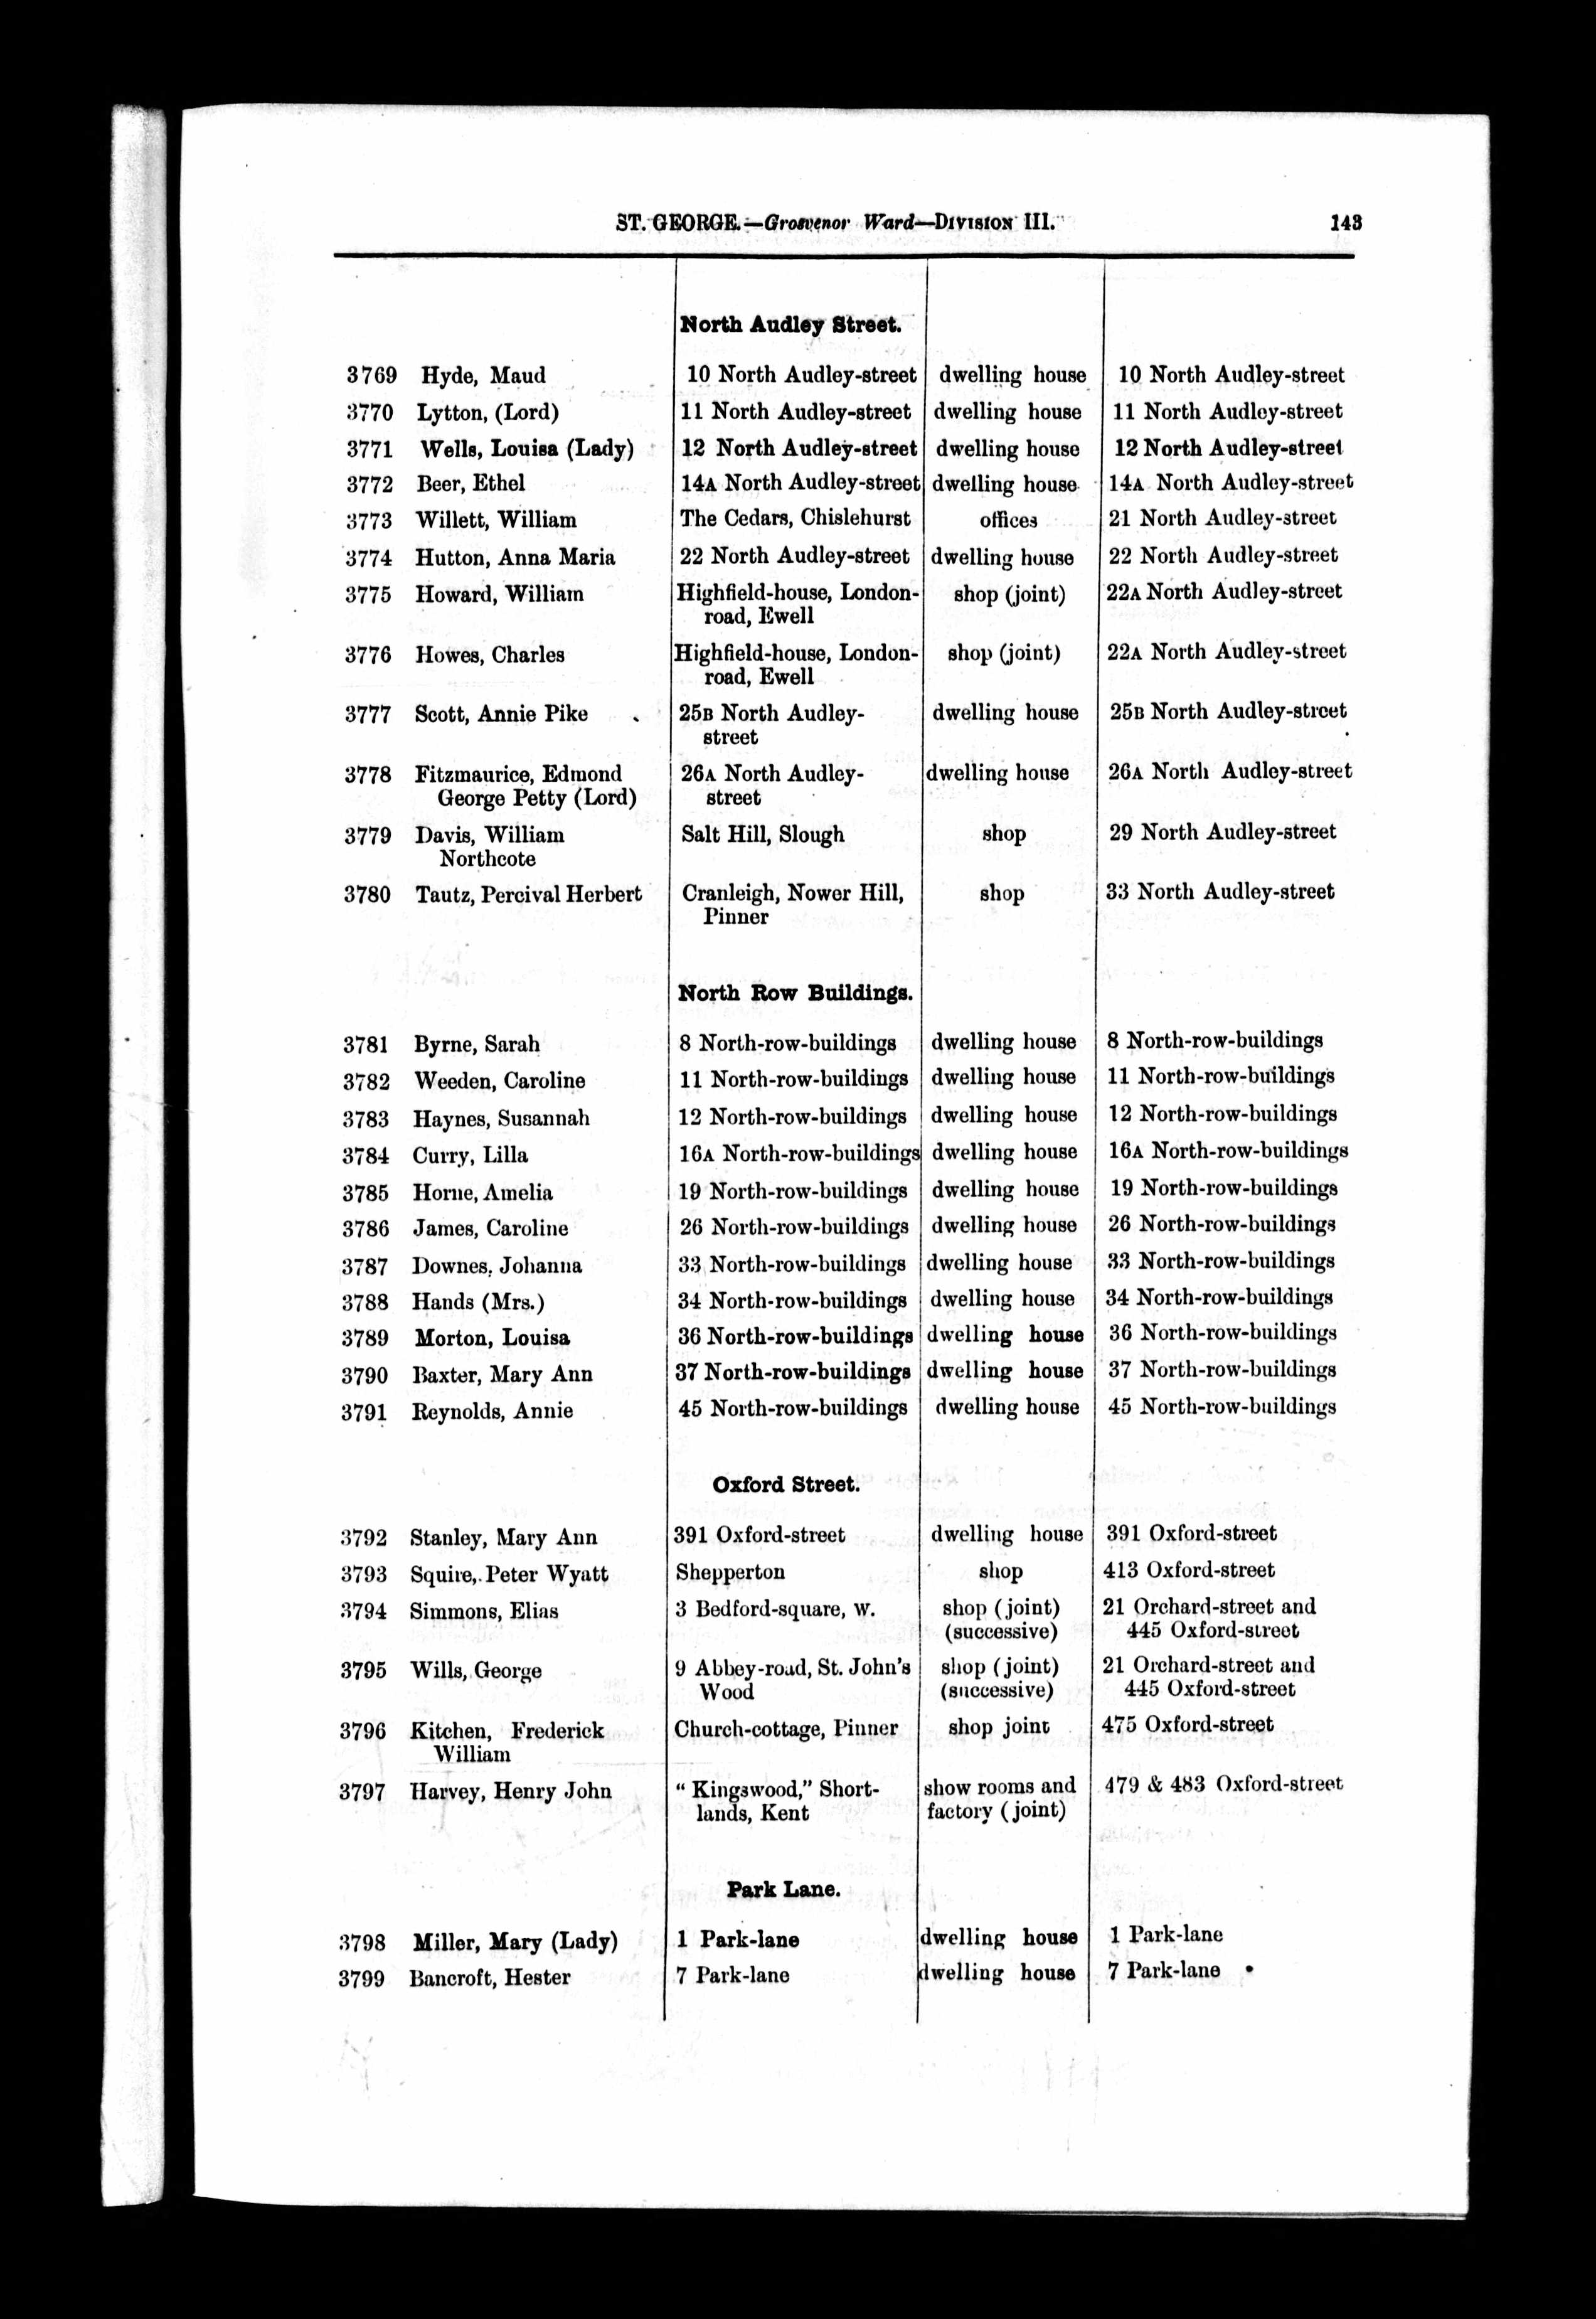 ST. GEORGE.—Grosvenor Ward—DIVISION III. 143
North Audley Street.
3769 Hyde, Maud 10 North Audley-street dwelling house 10 North Audley-street
3770 Lytton, (Lord) 11 North Audley-street dwelling house 11 North Audley-street
3771 Wells, Louisa (Lady) 12 North Audley-street dwelling house 12 North Audley-street
3772 Beer, Ethel 14A North Audley-street dwelling house 14A North Audley-street
3773 Willett, William The Cedars, Chislehurst offices 21 North Audley-street
3774 Hutton, Anna Maria 22 North Audley-street dwelling house 22 North Audley-street
3775 Howard, William Highfield-house, London- shop (joint) 22A North Audley-street
road, Ewell
3776 Howes, Charles Highfield-house, London- shop (joint) 22A North Audley-street
road, Ewell
3777 Scott, Annie Pike 25B North Audley- dwelling house 25B North Audley-street
street
3778 Fitzmaurice, Edmond 26A North Audley- dwelling house 26A North Audley-street
George Petty (Lord) street
3779 Davis, William Salt Hill, Slough shop 29 North Audley-street
Northcote
3780 Tautz, Percival Herbert Cranleigh, Nower Hill, shop 33 North Audley-street
Pinner
North Row Buildings.
3781 Byrne, Sarah 8 North-row-buildings dwelling house 8 North-row-buildings
3782 Weeden, Caroline 11 North-row-buildings dwelling house 11 North-row-buildings
3783 Haynes, Susannah 12 North-row-buildings dwelling house 12 North-row-buildings
3784 Curry, Lilla 16A North-row-buildings dwelling house 16A North-row-buildings
3785 Horne, Amelia 19 North-row-buildings dwelling house 19 North-row-buildings
3786 James, Caroline 26 North-row-buildings dwelling house 26 North-row-buildings
3787 Downes, Johanna 33 North-row-buildings dwelling house 33 North-row-buildings
3788 Hands (Mrs.) 34 North-row-buildings dwelling house 34 North-row-buildings
3789 Morton, Louisa 36 North-row-buildings dwelling house 36 North-row-buildings
3790 Baxter, Mary Ann 37 North-row-buildings dwelling house 37 North-row-buildings
3791 Reynolds, Annie 45 North-row-buildings dwelling house 45 North-row-buildings
Oxford Street.
3792 Stanley, Mary Ann 391 Oxford-street dwelling house 391 Oxford-street
3793 Squire, Peter Wyatt Shepperton shop 413 Oxford-street
3794 Simmons, Elias 3 Bedford-square, W. shop (joint) 21 Orchard-street and
(successive) 445 Oxford-street
3795 Wills, George 9 Abbey-road, St. John's shop (joint) 21 Orchard-street and
Wood (successive) 445 Oxford-street
3796 Kitchen, Frederick Church-cottage, Pinner shop joint 475 Oxford-street
William
3797 Harvey, Henry John "Kingswood," Short- show rooms and 479 & 483 Oxford-street
lands, Kent factory (joint)
Park Lane.
3798 Miller, Mary (Lady) 1 Park-lane dwelling house 1 Park-lane
3799 Bancroft, Hester 7 Park-lane dwelling house 7 Park-lane